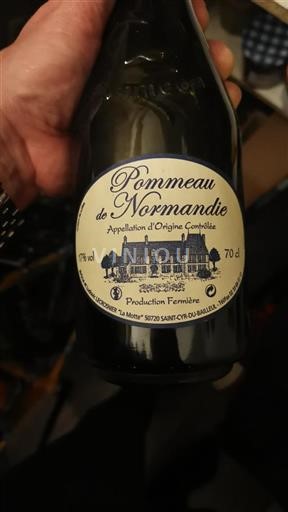 Pommeau
de Normandie
Appellation d'Origine Contrôlée
17% vol
70 cl
VINIOU
Production Fermière
"La Motte" 50720 SAINT-CYR-DU-BAILLEUL